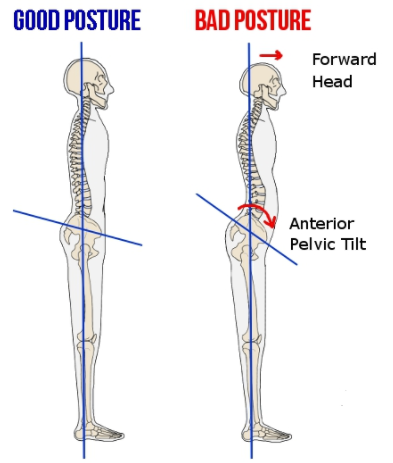 GOOD POSTURE
BAD POSTURE
Forward
Head
Anterior
Pelvic Tilt